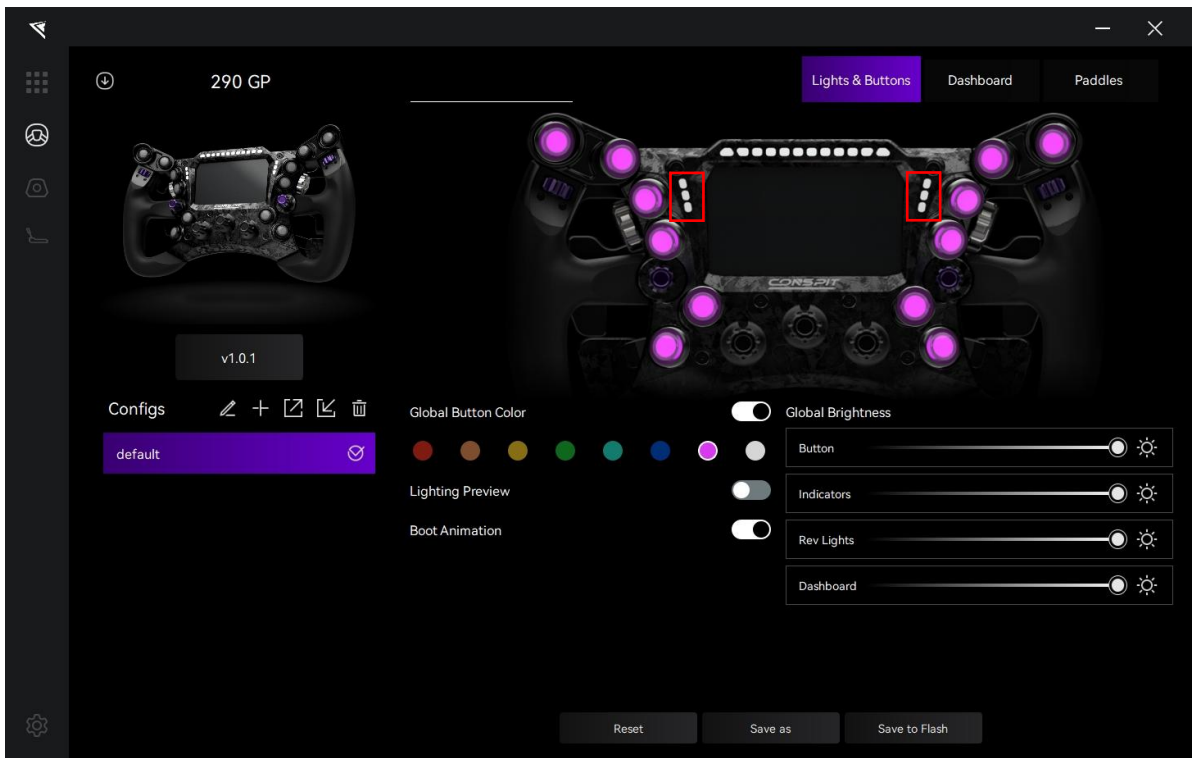 290 GP
Lights & Buttons
Dashboard
Paddles
CORSPIT
v1.0.1
Configs
default
Global Button Color
Lighting Preview
Boot Animation
Global Brightness
Button
Indicators
Rev Lights
Dashboard
Reset
Save as
Save to Flash